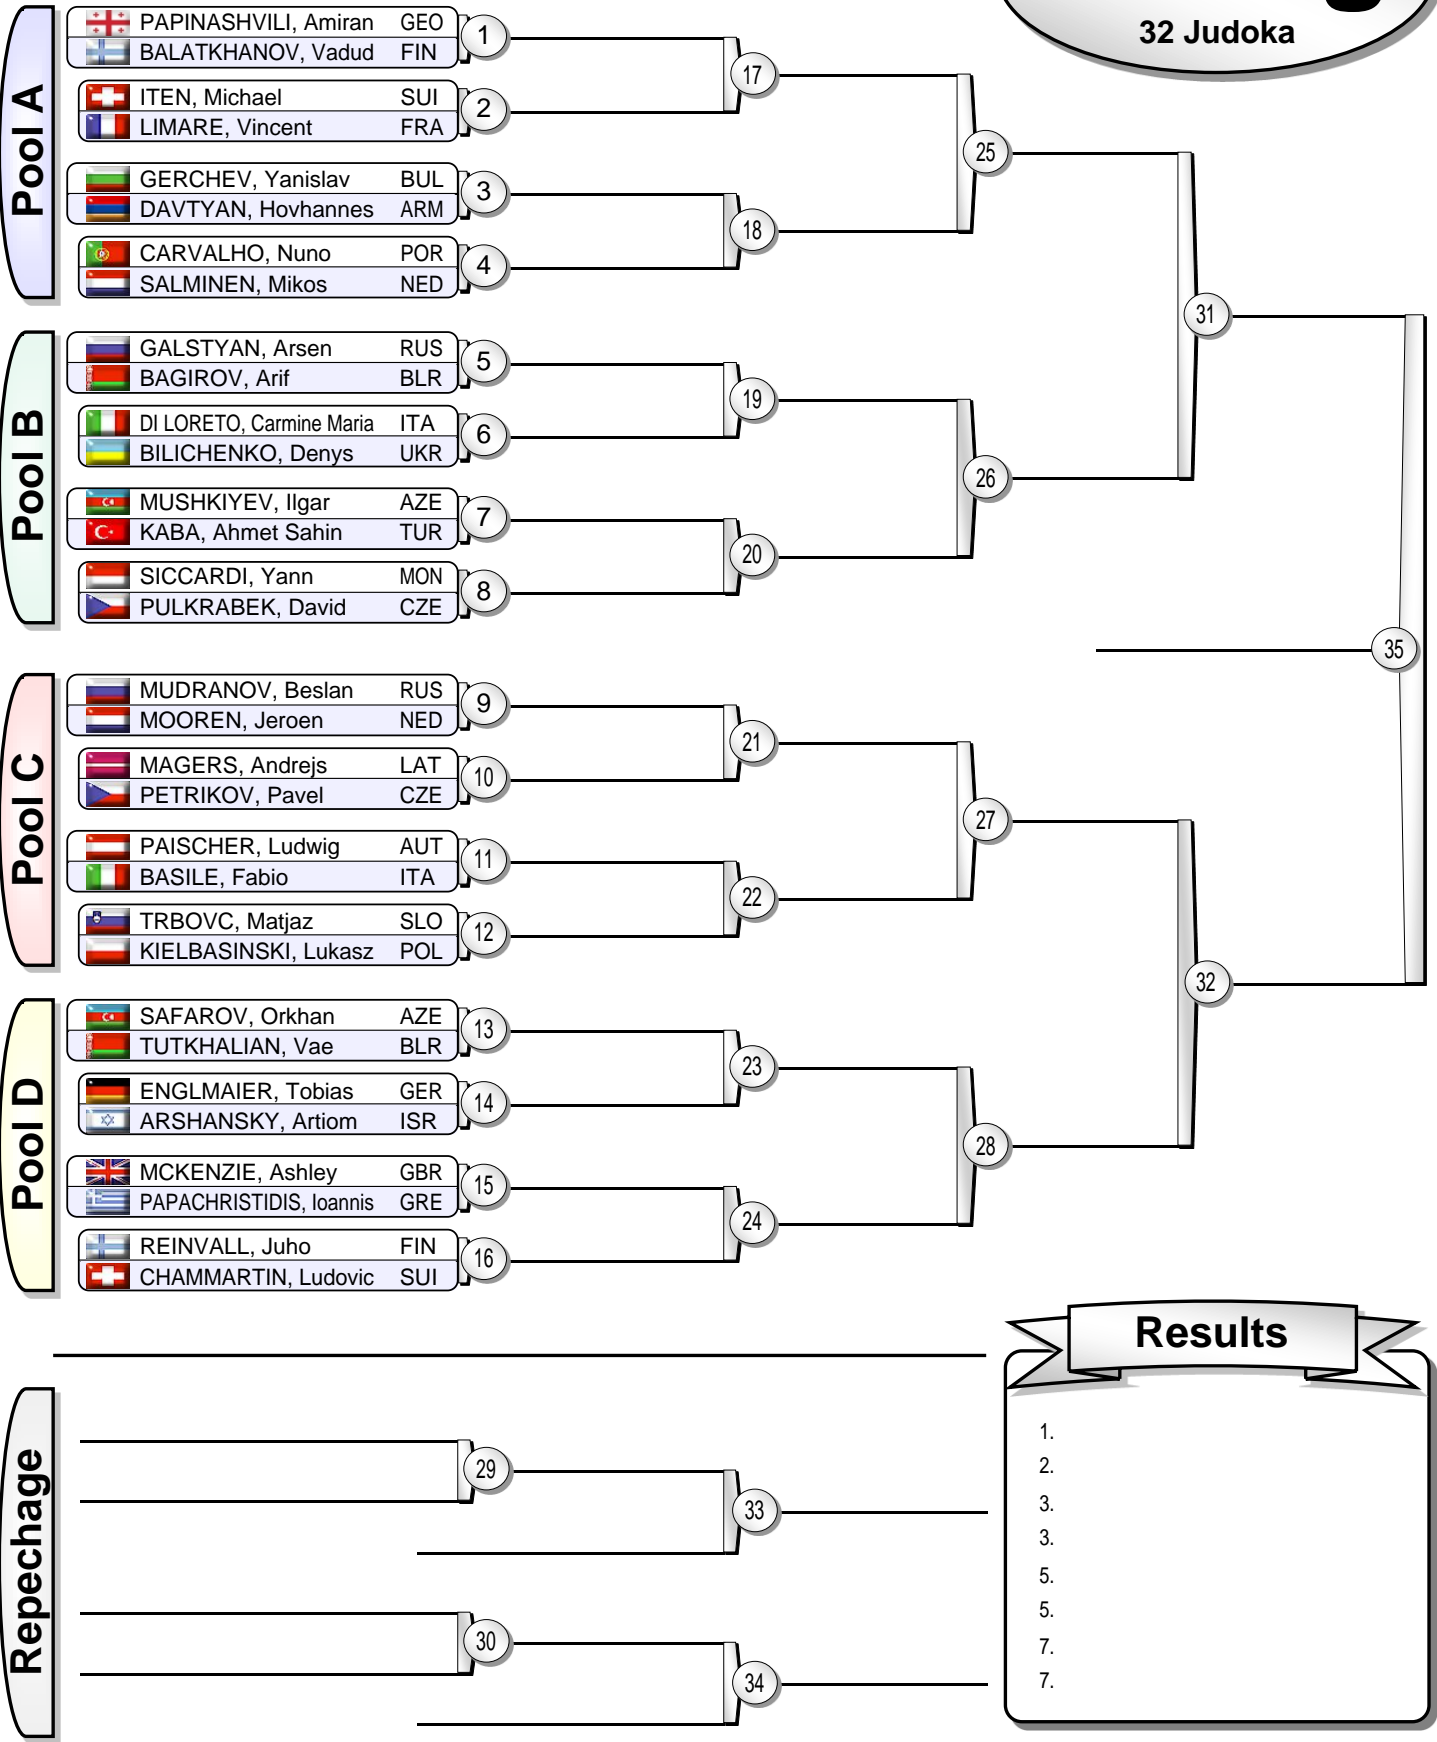 32 Judoka
Pool A
PAPINASHVILI, Amiran GEO
BALATKHANOV, Vadud FIN
1
ITEN, Michael SUI
LIMARE, Vincent FRA
2
GERCHEV, Yanislav BUL
DAVTYAN, Hovhannes ARM
3
CARVALHO, Nuno POR
SALMINEN, Mikos NED
4
17
18
25
Pool B
GALSTYAN, Arsen RUS
BAGIROV, Arif BLR
5
DI LORETO, Carmine Maria ITA
BILICHENKO, Denys UKR
6
MUSHKIYEV, Ilgar AZE
KABA, Ahmet Sahin TUR
7
SICCARDI, Yann MON
PULKRABEK, David CZE
8
19
20
26
31
35
Pool C
MUDRANOV, Beslan RUS
MOOREN, Jeroen NED
9
MAGERS, Andrejs LAT
PETRIKOV, Pavel CZE
10
PAISCHER, Ludwig AUT
BASILE, Fabio ITA
11
TRBOVC, Matjaz SLO
KIELBASINSKI, Lukasz POL
12
21
22
27
Pool D
SAFAROV, Orkhan AZE
TUTKHALIAN, Vae BLR
13
ENGLMAIER, Tobias GER
ARSHANSKY, Artiom ISR
14
MCKENZIE, Ashley GBR
PAPACHRISTIDIS, Ioannis GRE
15
REINVALL, Juho FIN
CHAMMARTIN, Ludovic SUI
16
23
24
28
32
Repechage
29
33
30
34
Results
1.
2.
3.
3.
5.
5.
7.
7.